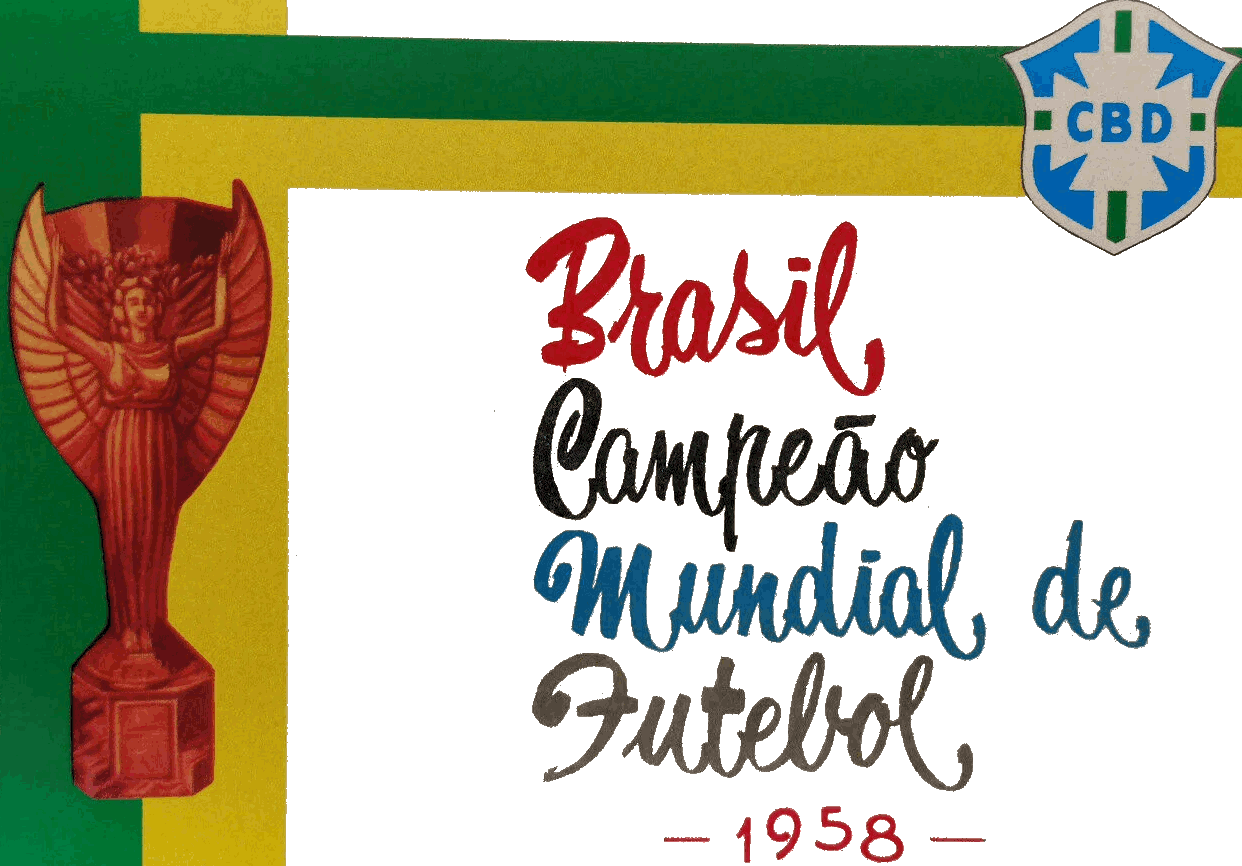 CBD
Brasil
Campeão
Mundial de
Futebol
- 1958 -